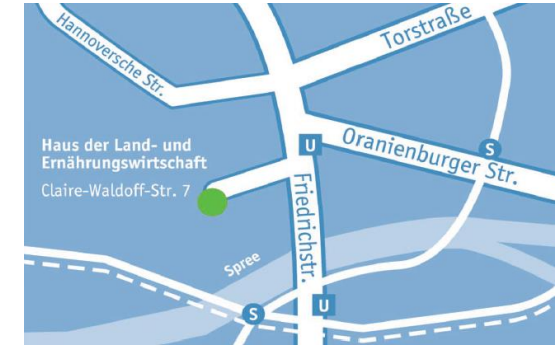 Hannoversche Str.
Torstraße
U
Oranienburger Str.
S
Haus der Land- und
Ernährungswirtschaft
Claire-Waldoff-Str. 7
Friedrichstr.
Spree
S
U